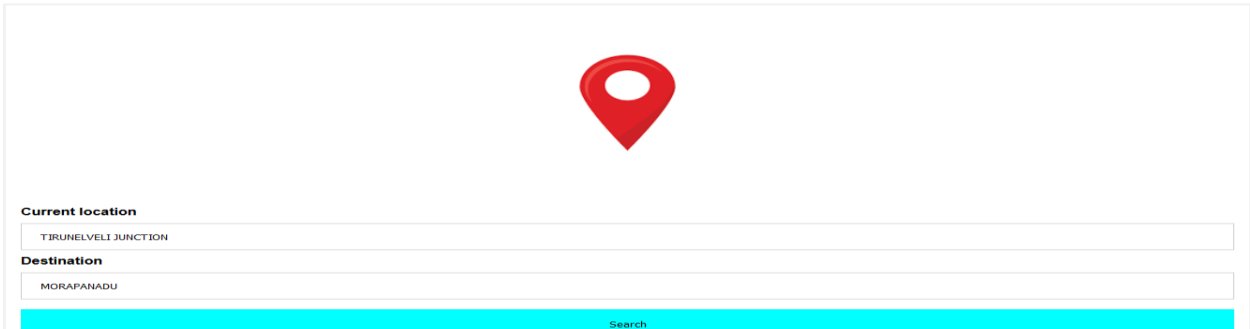 Current location
TIRUNELVELI JUNCTION
Destination
MORAPANADU
Search